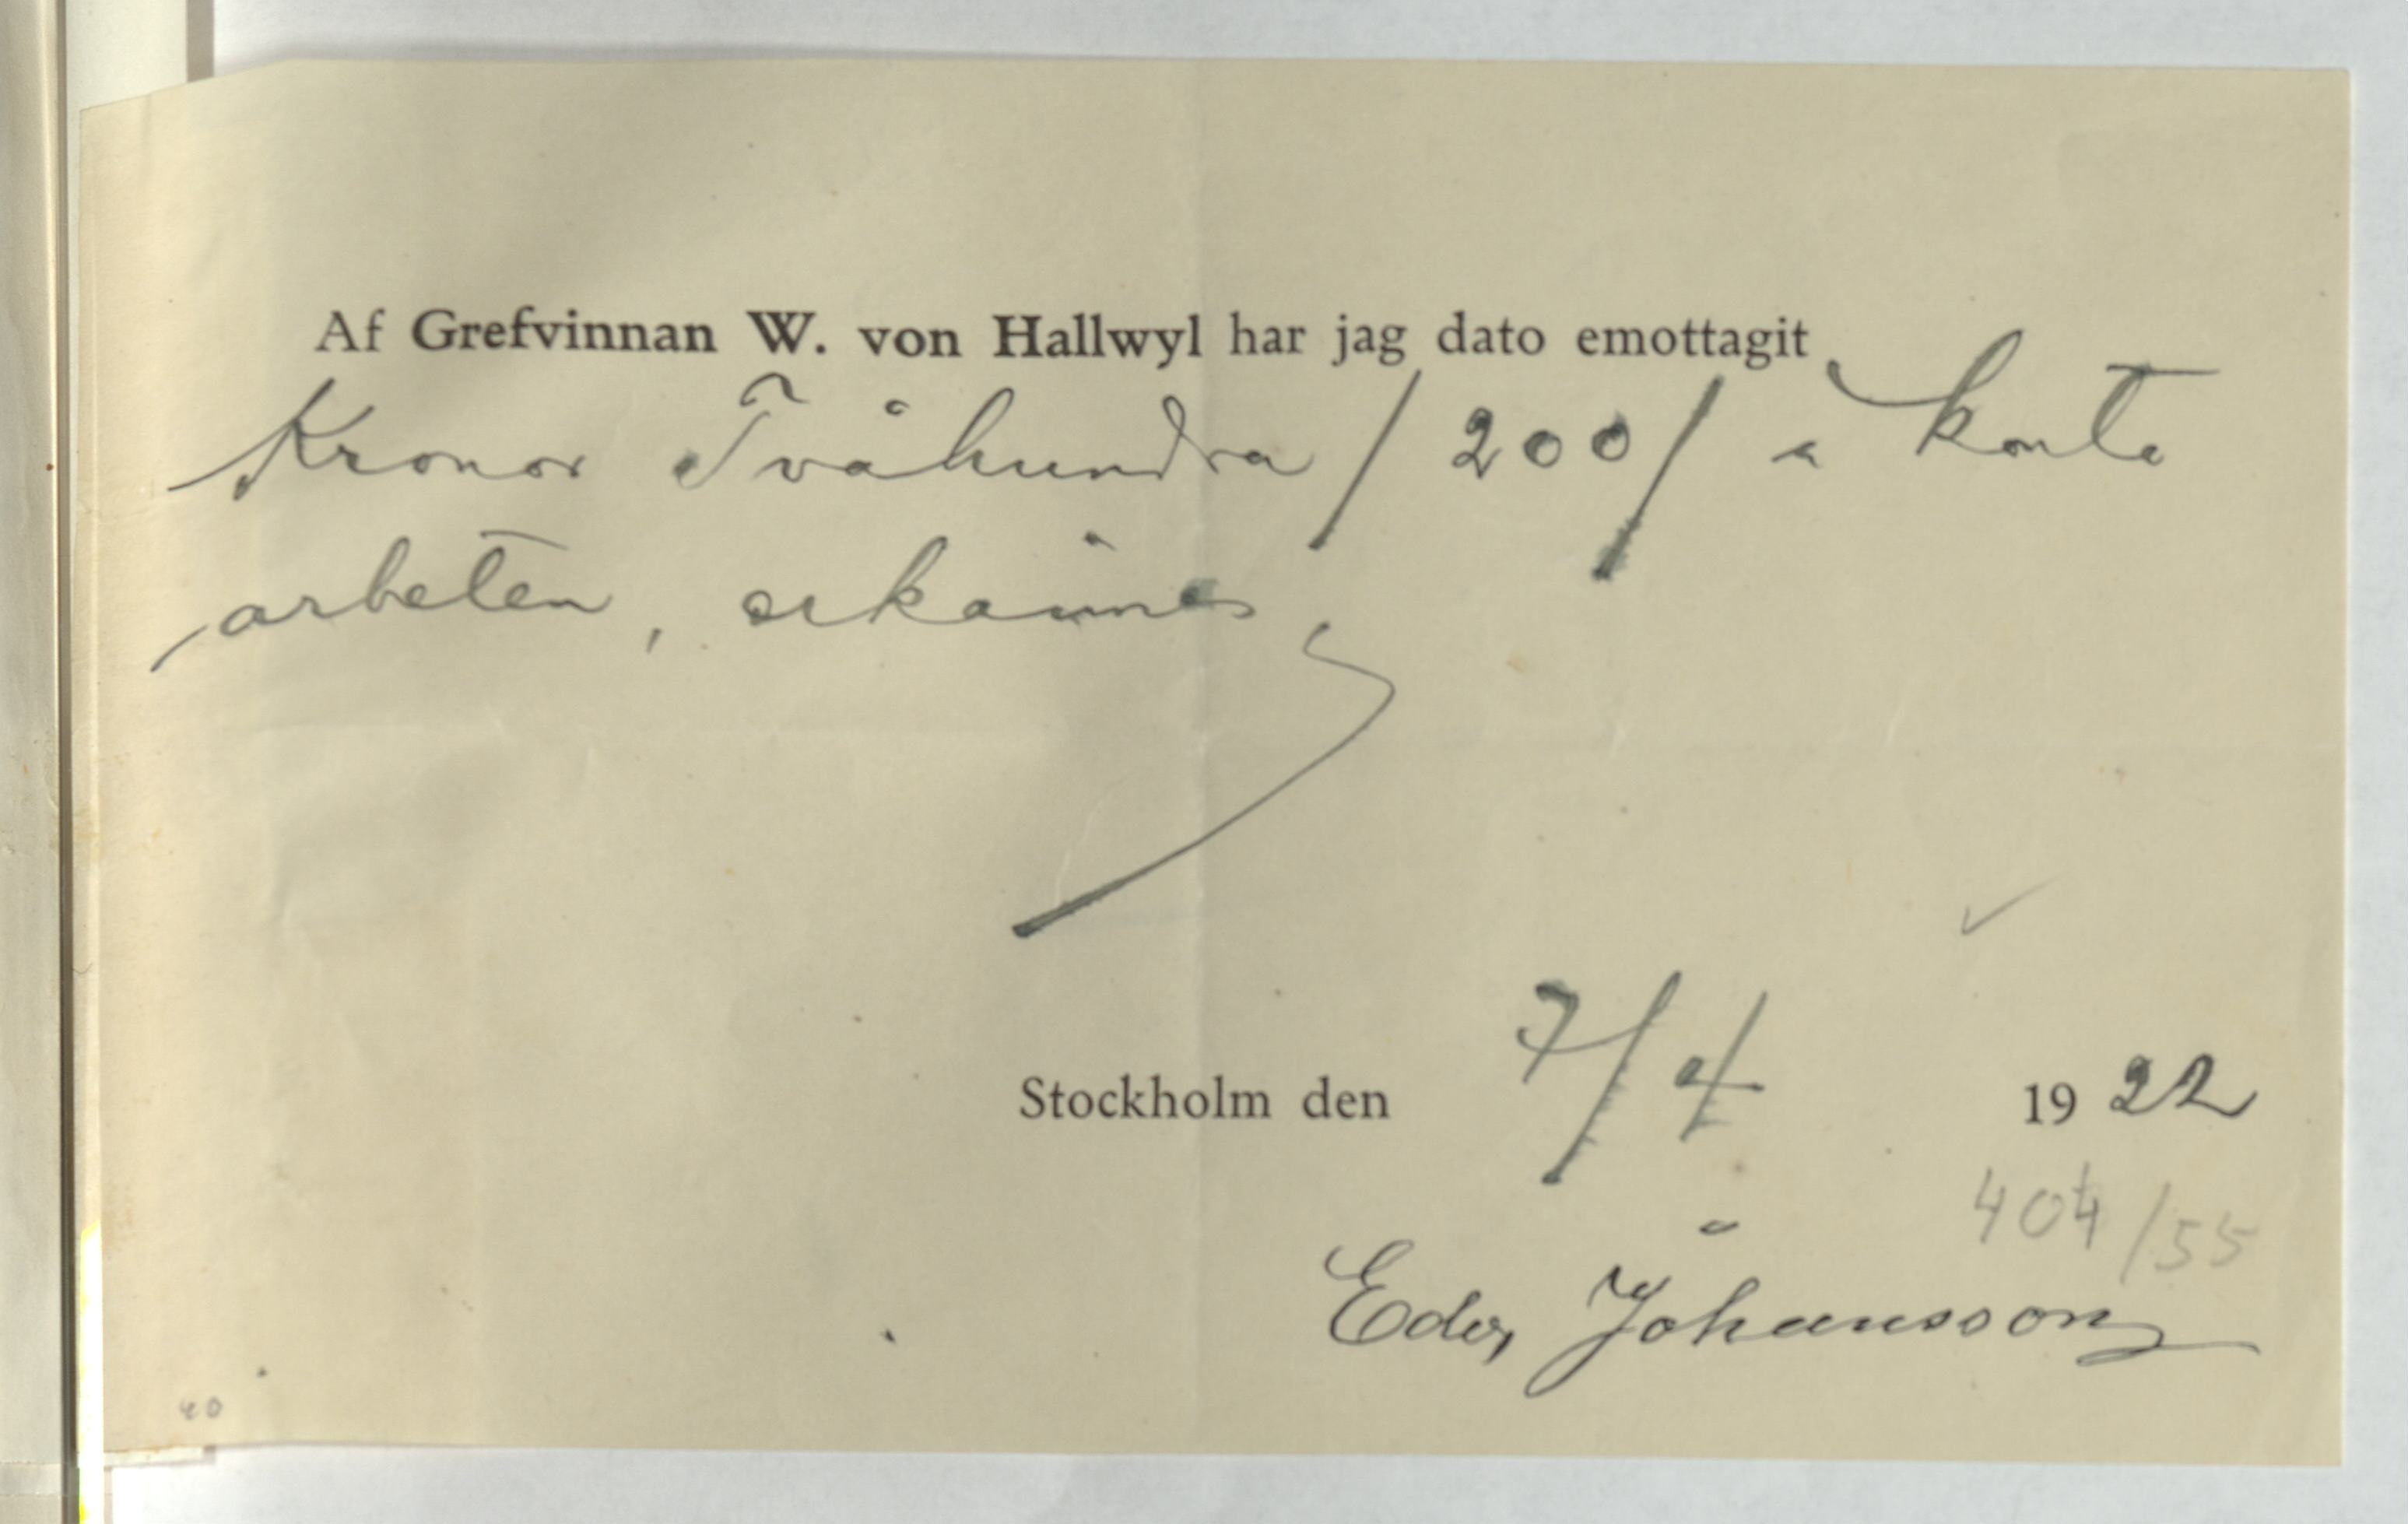 Af Grefvinnan W. von Hallwyl har jag dato emottagit
Kronor Tvåhundra / 200 / a konto
arbeten, erkännes
Stockholm den 7/4 1922
404/55
Johansson
40